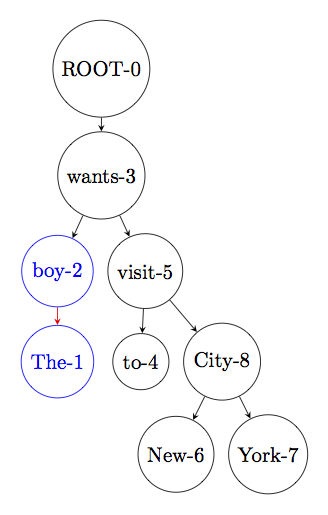 ROOT-0
wants-3
boy-2
visit-5
The-1
to-4
City-8
New-6
York-7